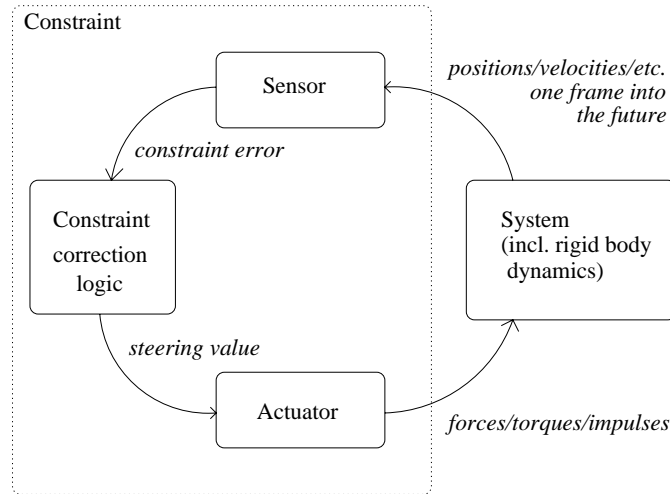 Constraint
Sensor
positions/velocities/etc.
one frame into
the future
constraint error
Constraint
correction
logic
System
(incl. rigid body
dynamics)
steering value
Actuator
forces/torques/impulses